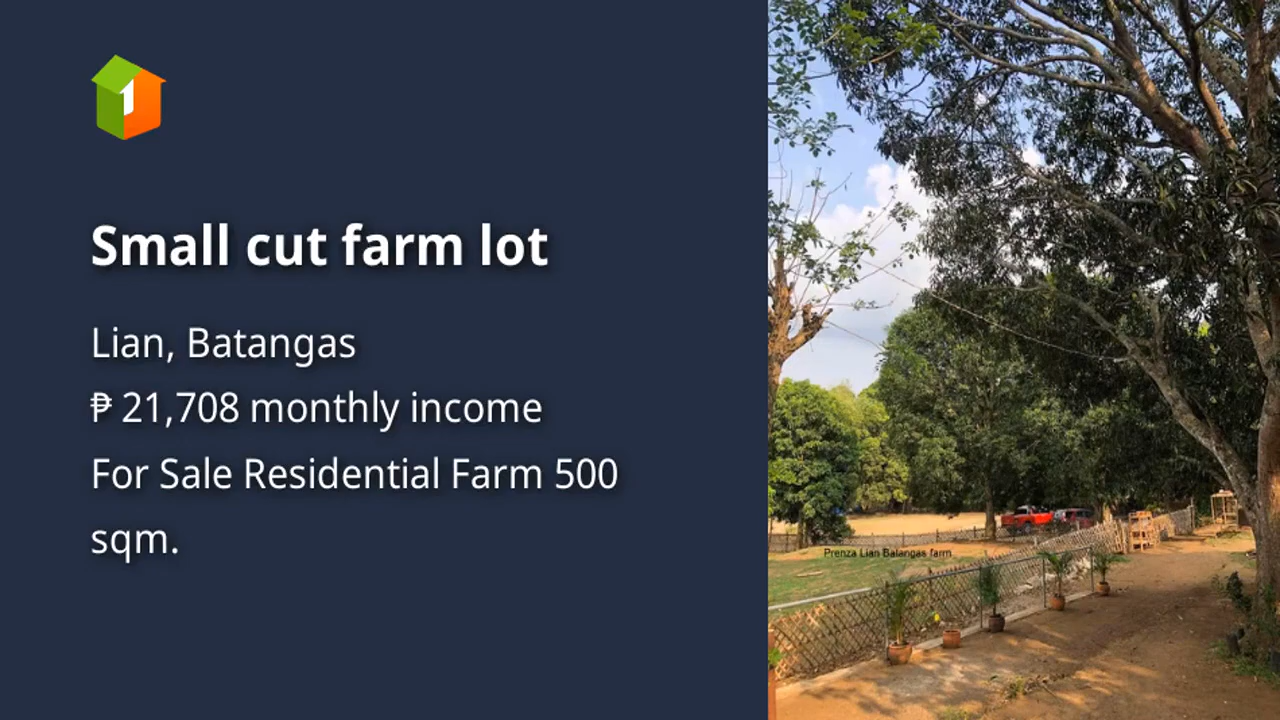 Small cut farm lot
Lian, Batangas
₱ 21,708 monthly income
For Sale Residential Farm 500
sqm.
Prenza Lian Batangas farm